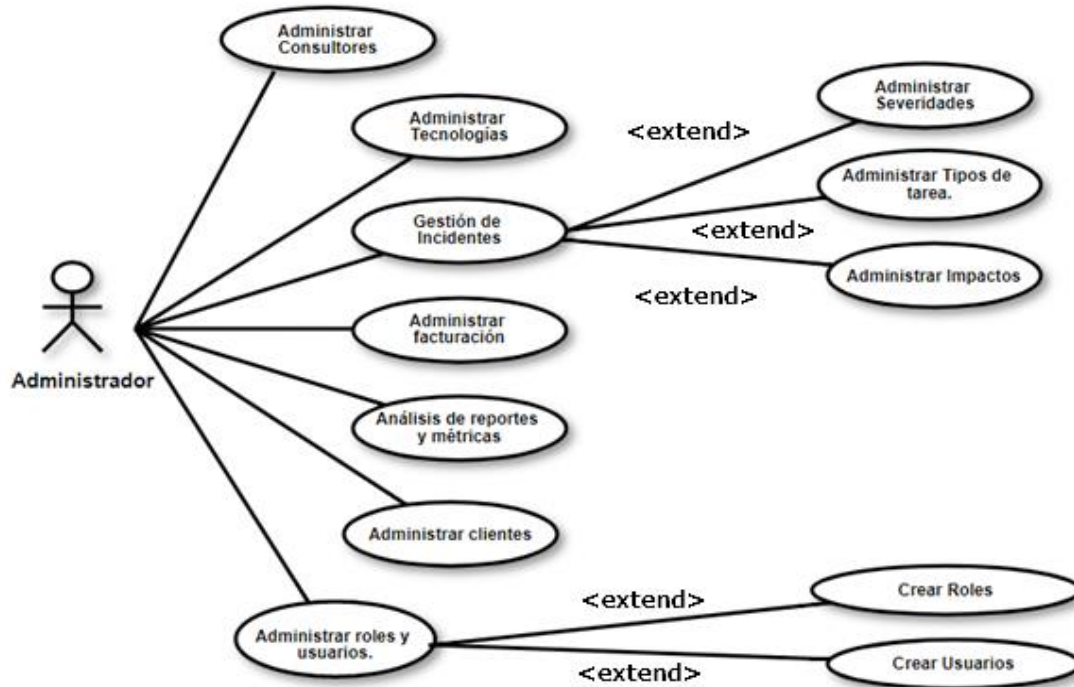 Administrar
Consultores
Administrar
Tecnologías
Administrar
Severidades
<extend>
Administrar Tipos de
tarea.
Gestión de
Incidentes
<extend>
Administrar Impactos
<extend>
Administrar
facturación
Administrador
Análisis de reportes
y métricas
Administrar clientes
Administrar roles y
usuarios.
<extend>
Crear Roles
<extend>
Crear Usuarios